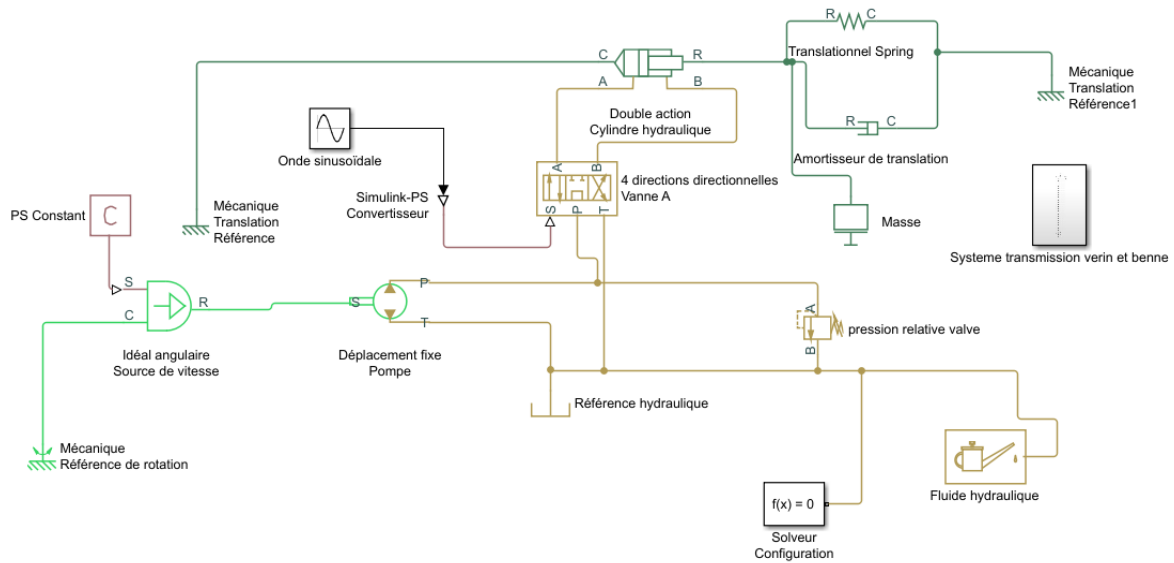 R
C
Translationnel Spring
C
R
A
B
Mécanique
Translation
Référence1
Double action
Cylindre hydraulique
R
C
Amortisseur de translation
Onde sinusoïdale
A
B
4 directions directionnelles
Vanne A
S
P
T
Simulink-PS
Convertisseur
PS Constant
C
Mécanique
Translation
Référence
Masse
Systeme transmission verin et benne
S
C
R
S
P
T
A
B
pression relative valve
Idéal angulaire
Source de vitesse
Déplacement fixe
Pompe
Référence hydraulique
Mécanique
Référence de rotation
Fluide hydraulique
f(x) = 0
Solveur
Configuration